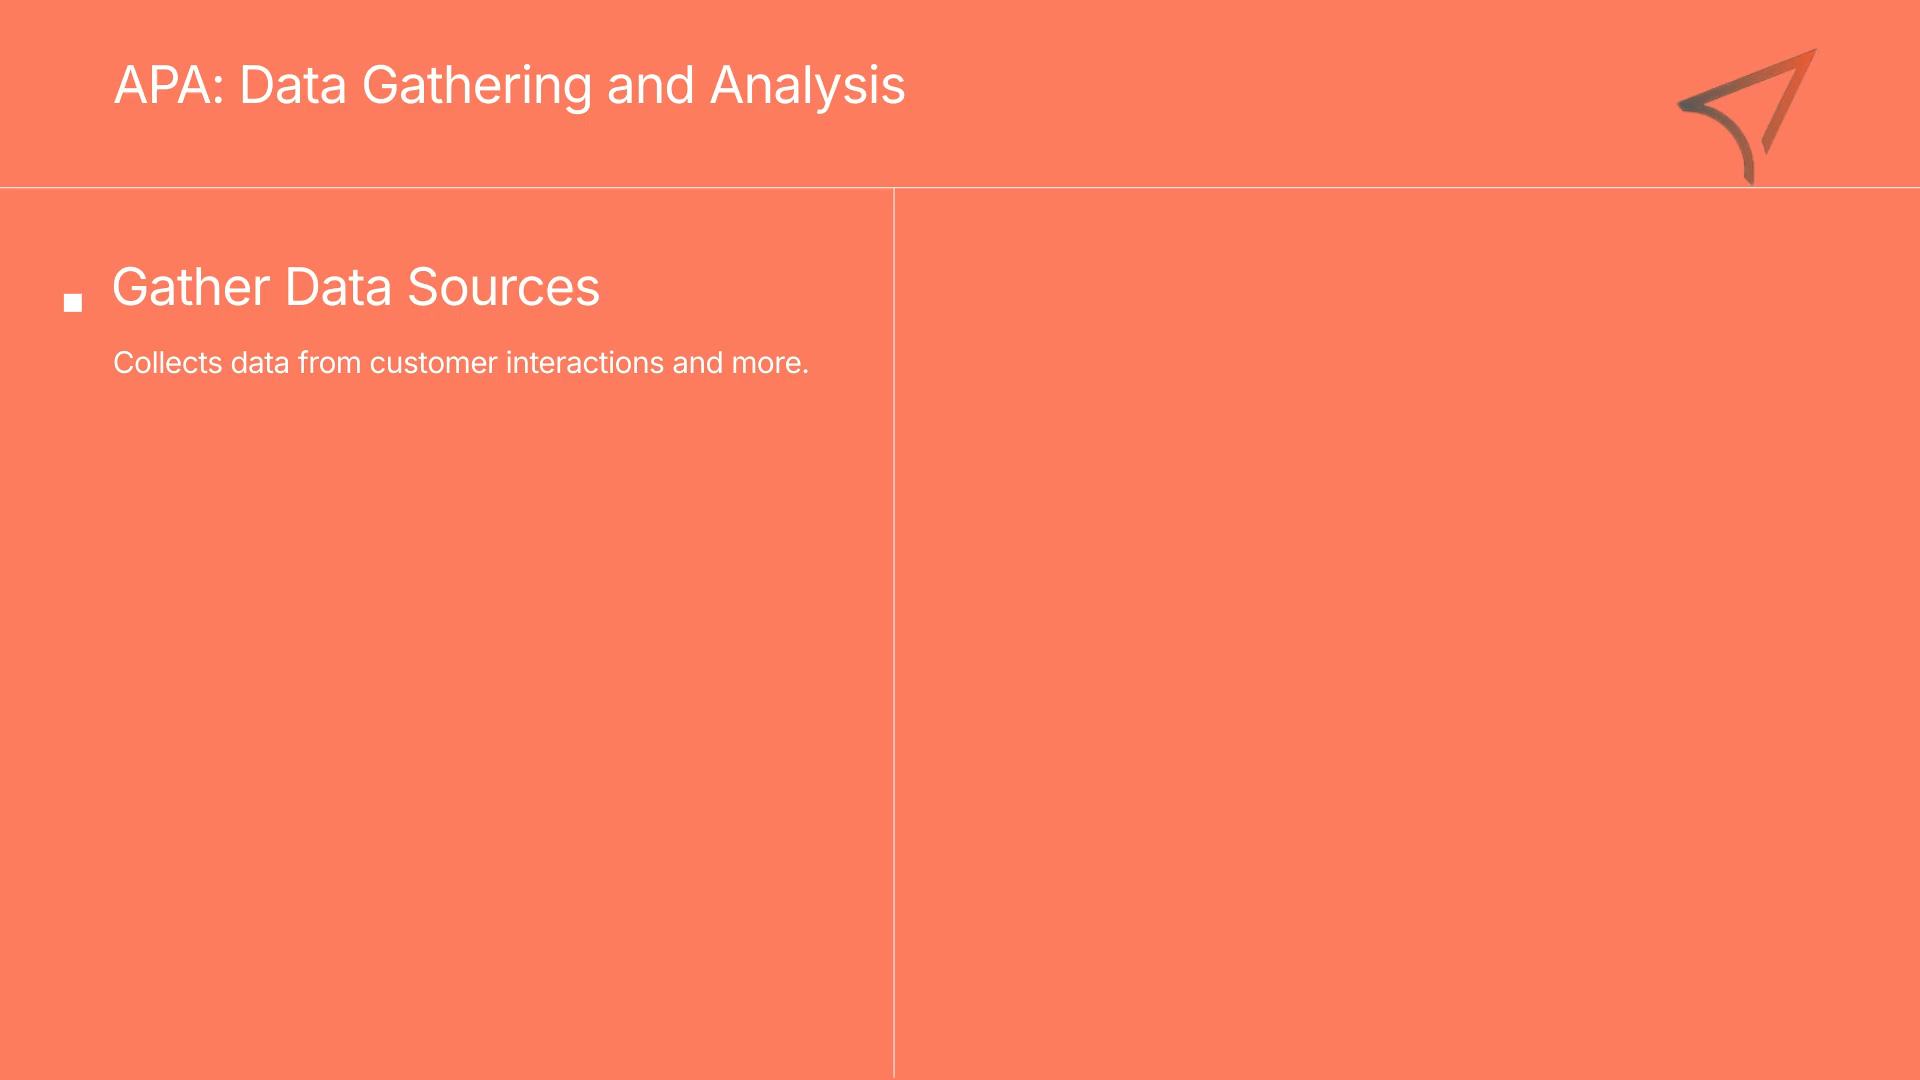 APA: Data Gathering and Analysis
Gather Data Sources
Collects data from customer interactions and more.